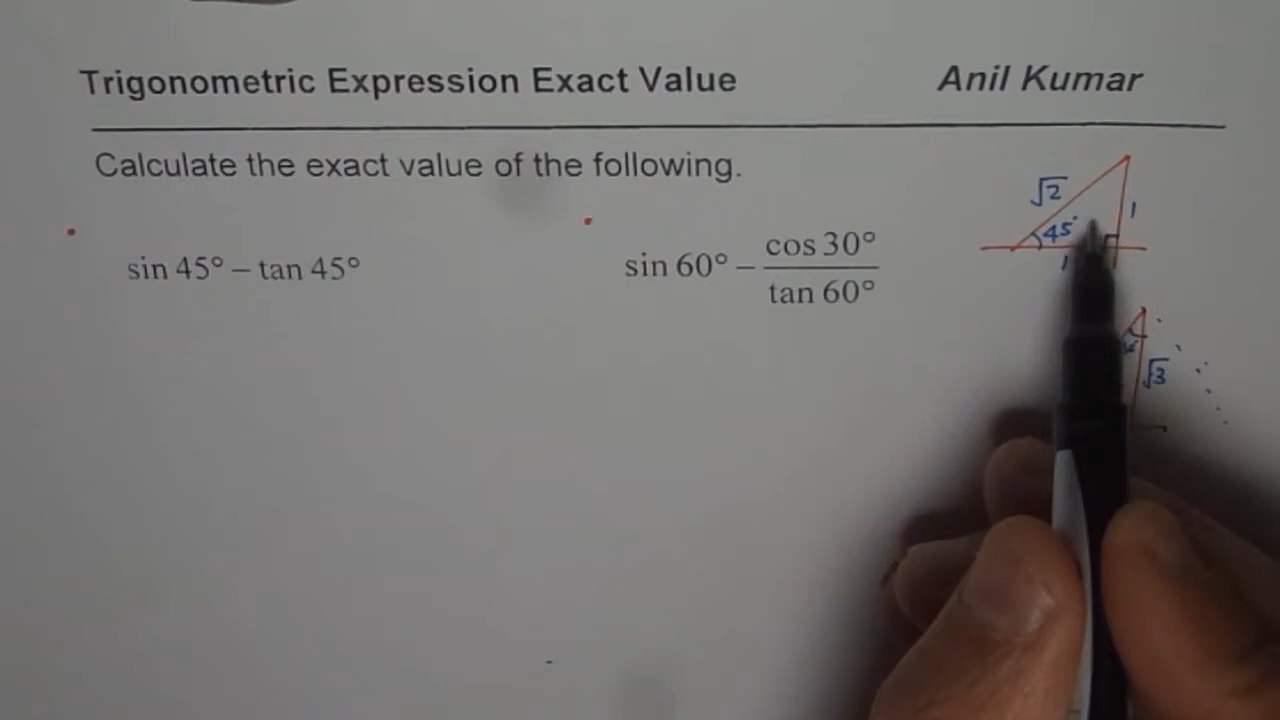 Trigonometric Expression Exact Value Anil Kumar
Calculate the exact value of the following.
sin 45° – tan 45°
sin 60° – cos 30° / tan 60°
√2
45°
1
1
√3